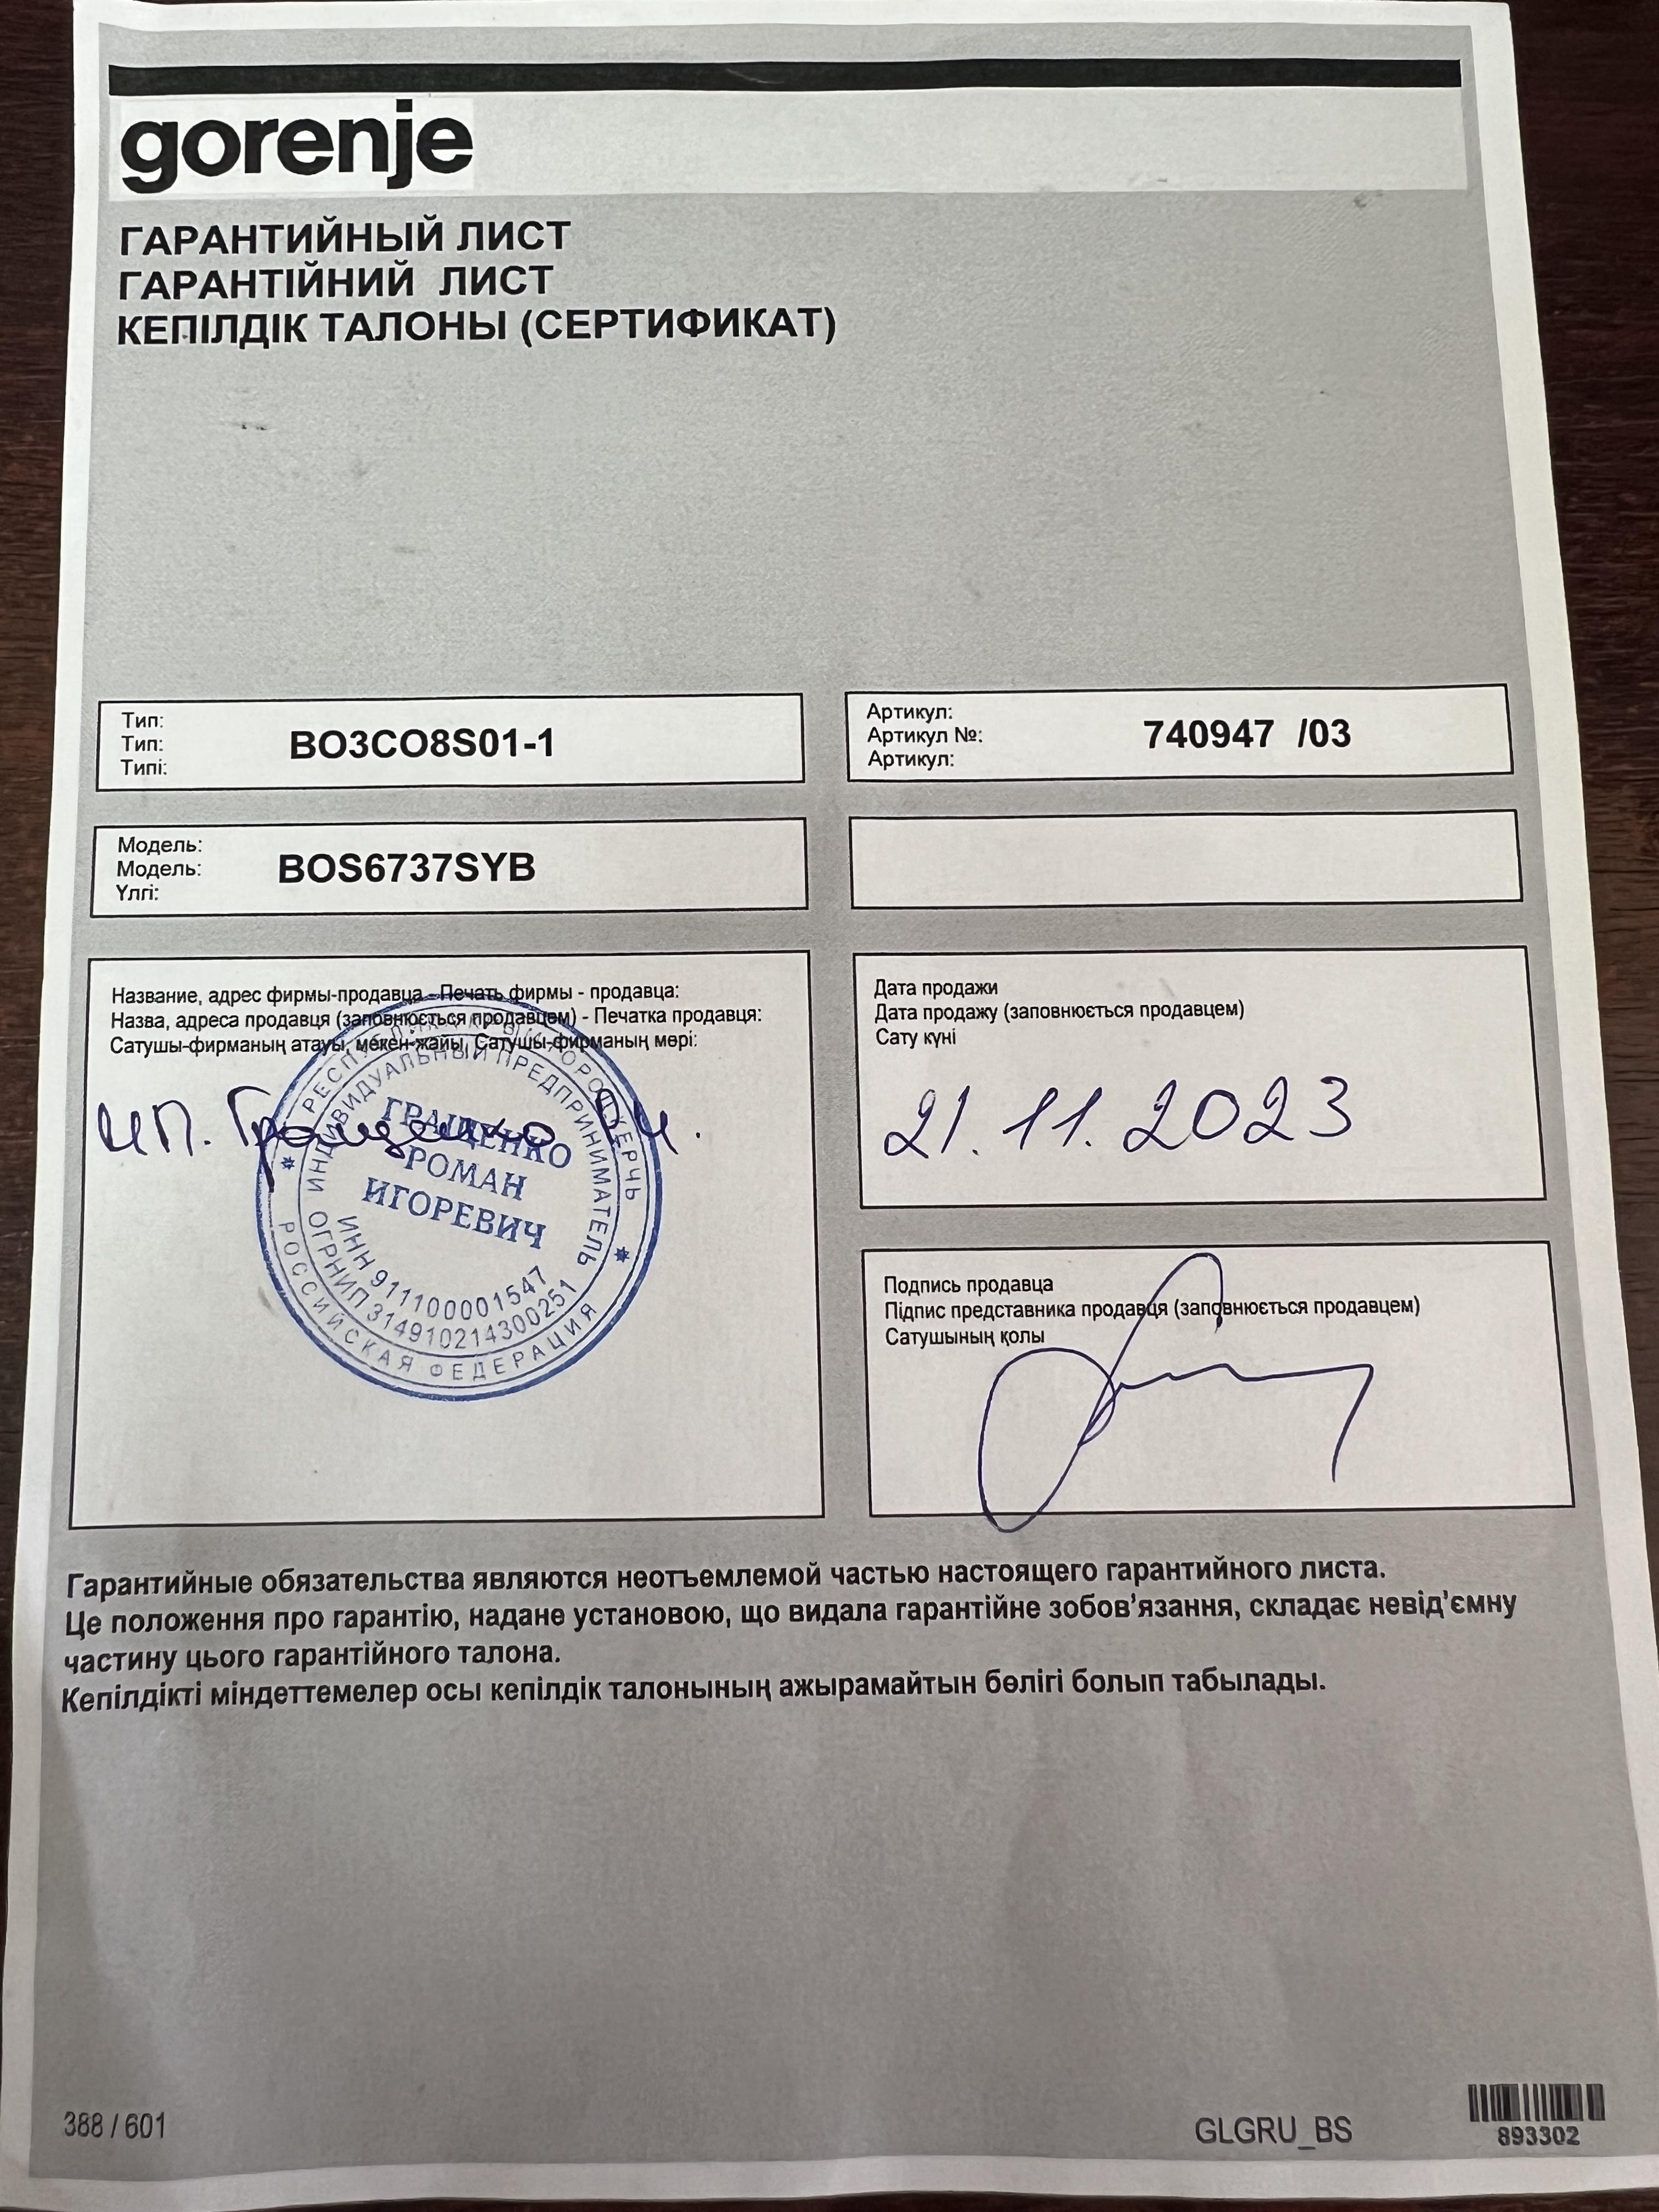 gorenje
ГАРАНТИЙНЫЙ ЛИСТ
ГАРАНТІЙНИЙ ЛИСТ
КЕПІЛДІК ТАЛОНЫ (СЕРТИФИКАТ)
Тип:
Тип:
Типі:
BO3CO8S01-1
Артикул:
Артикул №:
Артикул:
740947 /03
Модель:
Модель:
Үлгі:
BOS6737SYB
Название, адрес фирмы-продавца - Печать фирмы - продавца:
Назва, адреса продавця (заповнюється продавцем) - Печатка продавця:
Сатушы-фирманың атауы, мекен-жайы, Сатушы-фирманың мөрі:
ИП. Гращенко Р.И.
РЕСПУБЛИКА КРЫМ ГОРОД КЕРЧЬ
ИНДИВИДУАЛЬНЫЙ ПРЕДПРИНИМАТЕЛЬ
ГРАЩЕНКО
РОМАН
ИГОРЕВИЧ
ИНН 911100001547
ОГРНИП 314910214300251
РОССИЙСКАЯ ФЕДЕРАЦИЯ
Дата продажи
Дата продажу (заповнюється продавцем)
Сату күні
21.11.2023
Подпись продавца
Підпис представника продавця (заповнюється продавцем)
Сатушының қолы
Гарантийные обязательства являются неотъемлемой частью настоящего гарантийного листа.
Це положення про гарантію, надане установою, що видала гарантійне зобов’язання, складає невід’ємну
частину цього гарантійного талона.
Кепілдікті міндеттемелер осы кепілдік талонының ажырамайтын бөлігі болып табылады.
388 / 601
GLGRU_BS
893302